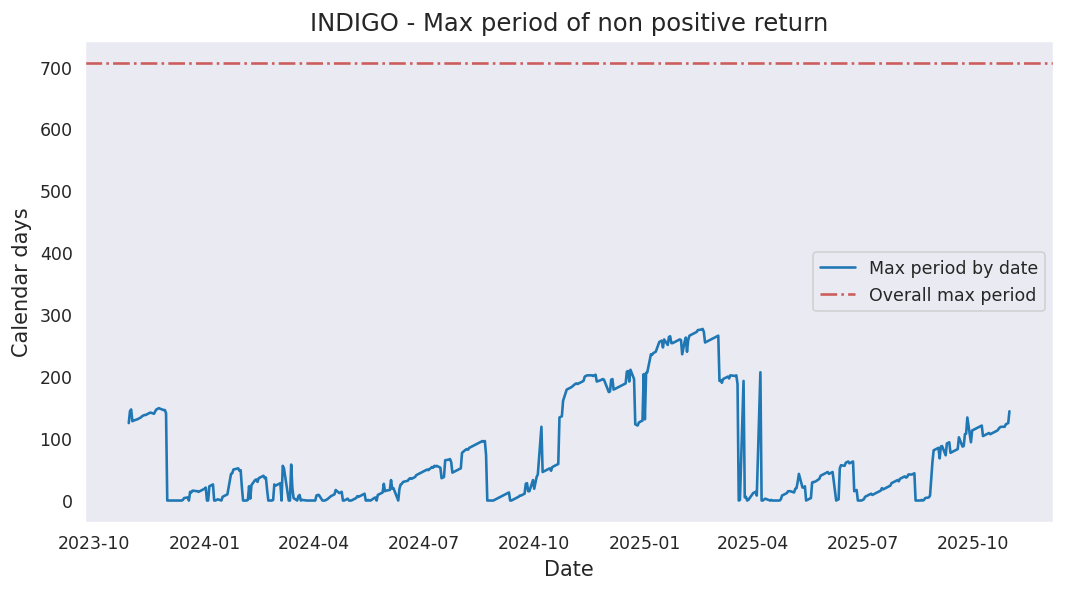 INDIGO - Max period of non positive return
Calendar days
700
600
500
400
300
200
100
0
Max period by date
Overall max period
2023-10 2024-01 2024-04 2024-07 2024-10 2025-01 2025-04 2025-07 2025-10
Date